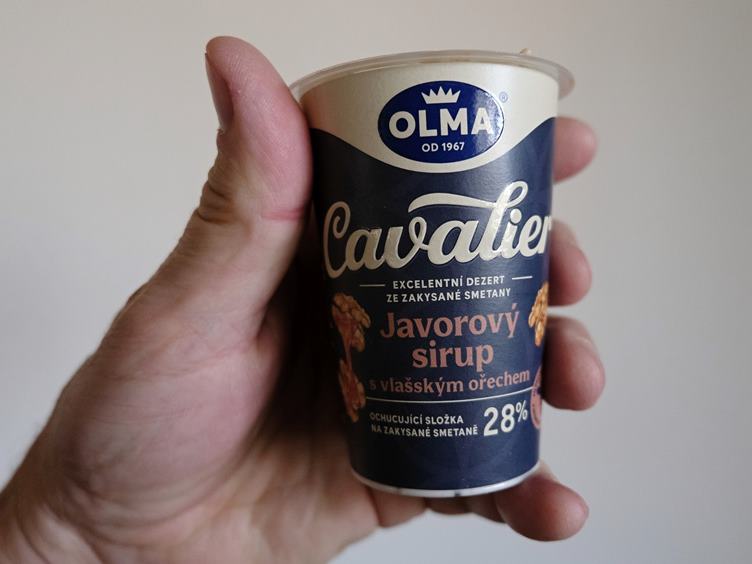 OLMA
®
OD 1967
Cavalier
EXCELENTNÍ DEZERT
ZE ZAKYSANÉ SMETANY
Javorový
sirup
s vlašským ořechem
OCHUCUJÍCÍ SLOŽKA
NA ZAKYSANÉ SMETANĚ
28%